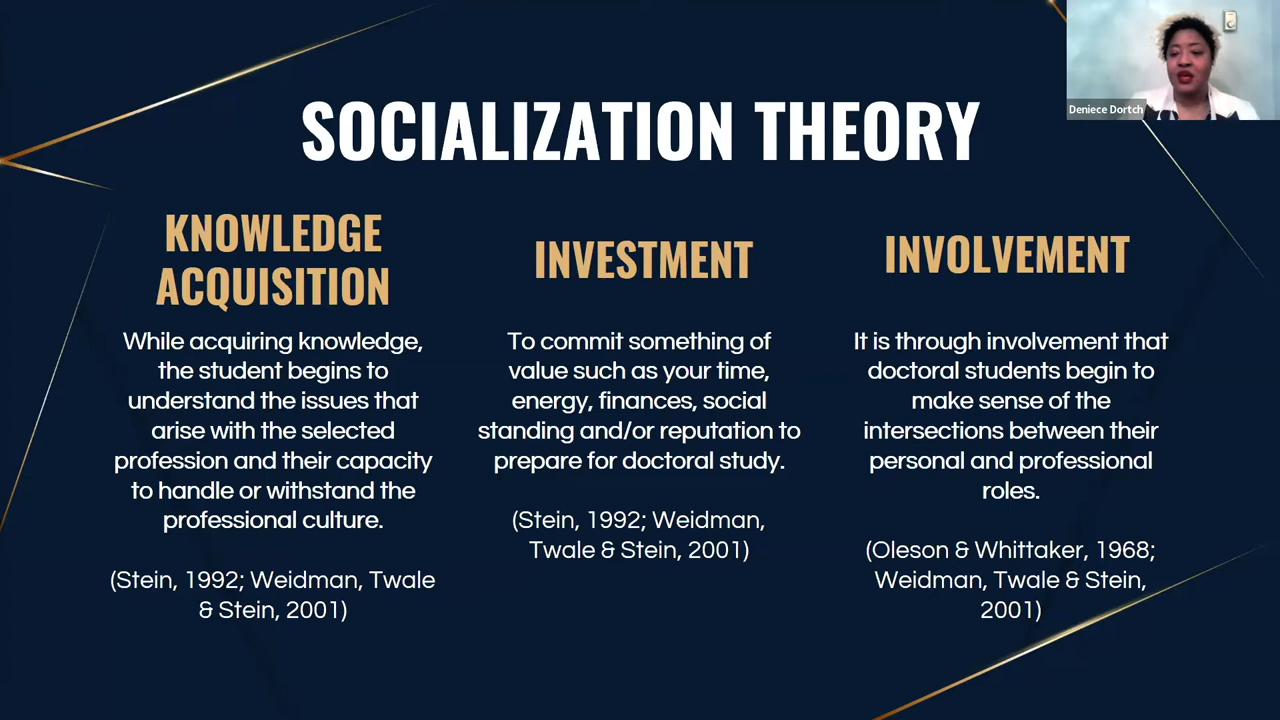 Deniece Dortch
SOCIALIZATION THEORY
KNOWLEDGE
ACQUISITION
While acquiring knowledge,
the student begins to
understand the issues that
arise with the selected
profession and their capacity
to handle or withstand the
professional culture.
(Stein, 1992; Weidman, Twale
& Stein, 2001)
INVESTMENT
To commit something of
value such as your time,
energy, finances, social
standing and/or reputation to
prepare for doctoral study.
(Stein, 1992; Weidman,
Twale & Stein, 2001)
INVOLVEMENT
It is through involvement that
doctoral students begin to
make sense of the
intersections between their
personal and professional
roles.
(Oleson & Whittaker, 1968;
Weidman, Twale & Stein,
2001)